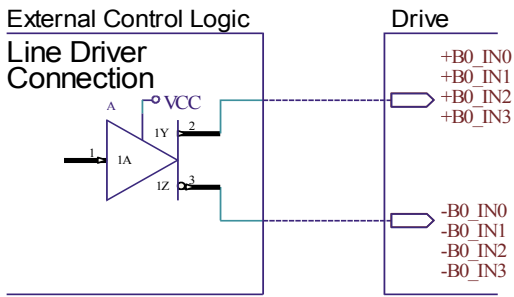 External Control Logic
Drive
Line Driver
Connection
A
VCC
1
1A
1Y
2
1Z
3
+B0_IN0
+B0_IN1
+B0_IN2
+B0_IN3
-B0_IN0
-B0_IN1
-B0_IN2
-B0_IN3